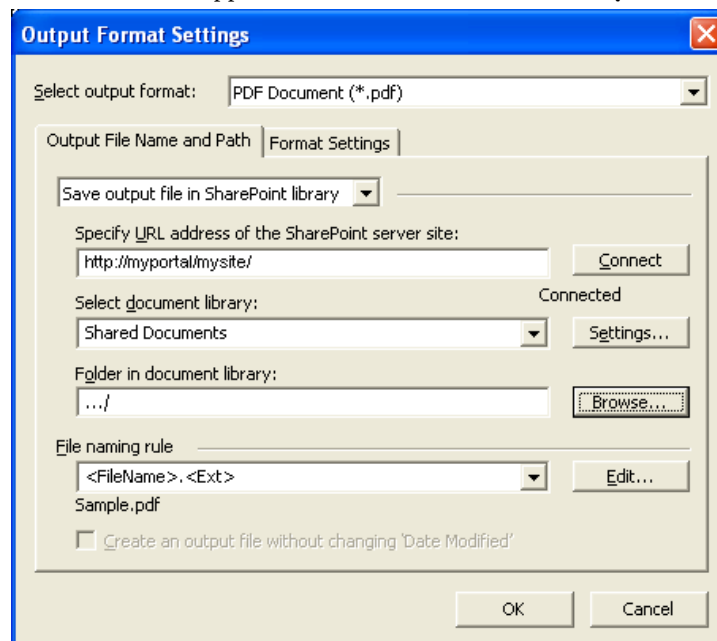 Output Format Settings
Select output format: PDF Document (*.pdf)
Output File Name and Path Format Settings
Save output file in SharePoint library
Specify URL address of the SharePoint server site:
http://myportal/mysite/ Connect
Connected
Select document library:
Shared Documents Settings...
Folder in document library:
.../ Browse...
File naming rule
<FileName>.<Ext> Edit...
Sample.pdf
Create an output file without changing 'Date Modified'
OK Cancel